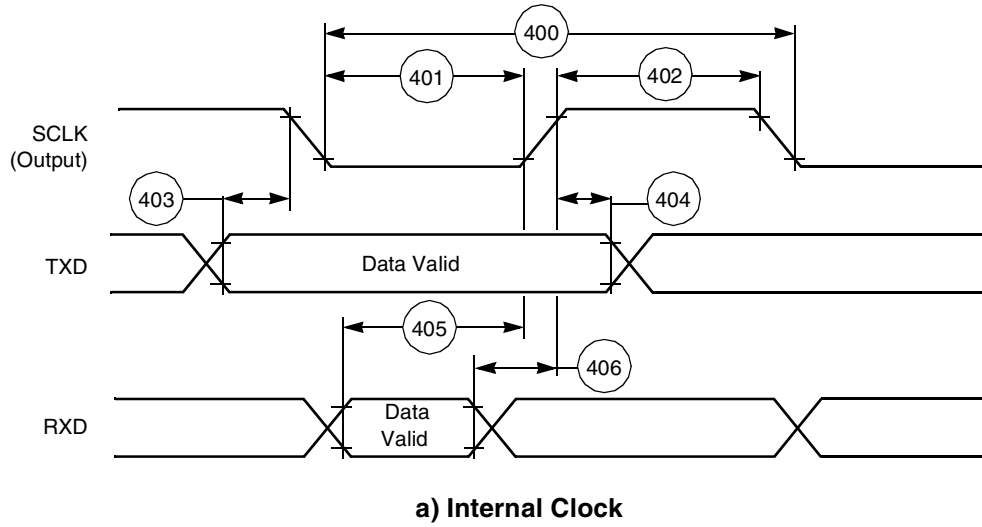 400
401
402
SCLK
(Output)
403
404
TXD
Data Valid
405
406
RXD
Data
Valid
a) Internal Clock